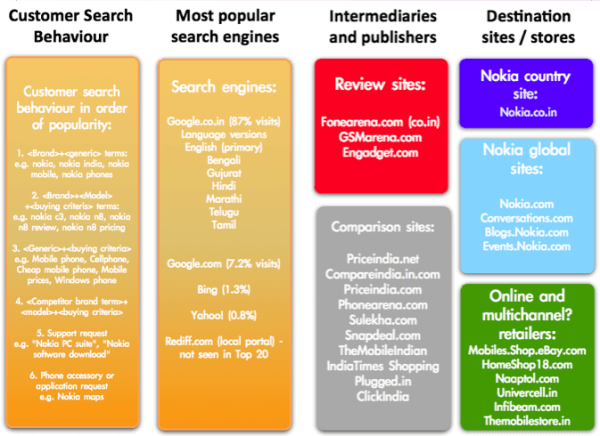 Customer Search
Behaviour
Customer search
behaviour in order
of popularity:
1. <Brand>+<generic> terms:
e.g. nokia, nokia india, nokia
mobile, nokia phones
2. <Brand>+<Model>
+<buying criteris> terms:
e.g. nokia c3, nokia n8, nokia
n8 review, nokia n8 pricing
3. <Generic>+<buying criteria>
e.g. Mobile phone, Cellphone,
Cheap mobile phone, Mobile
prices, Windows phone
4. <Competitor brand term>+
<model>+<buying criteria>
5. Support request
e.g. "Nokia PC suite", "Nokia
software download"
6. Phone accessory or
application request
e.g. Nokia maps
Most popular
search engines
Search engines:
Google.co.in (87% visits)
Language versions
English (primary)
Bengali
Gujurat
Hindi
Marathi
Telugu
Tamil
Google.com (7.2% visits)
Bing (1.3%)
Yahoo! (0.8%)
Rediff.com (local portal) -
not seen in Top 20
Intermediaries
and publishers
Review sites:
Fonearena.com (co.in)
GSMarena.com
Engadget.com
Comparison sites:
Priceindia.net
Compareindia.in.com
Priceindia.com
Phonearena.com
Sulekha.com
Snapdeal.com
TheMobileIndian
IndiaTimes Shopping
Plugged.in
ClickIndia
Destination
sites / stores
Nokia country
site:
Nokia.co.in
Nokia global
sites:
Nokia.com
Conversations.com
Blogs.Nokia.com
Events.Nokia.com
Online and
multichannel?
retailers:
Mobiles.Shop.eBay.com
HomeShop18.com
Naaptol.com
Univercell.in
Infibeam.com
Themobilestore.in